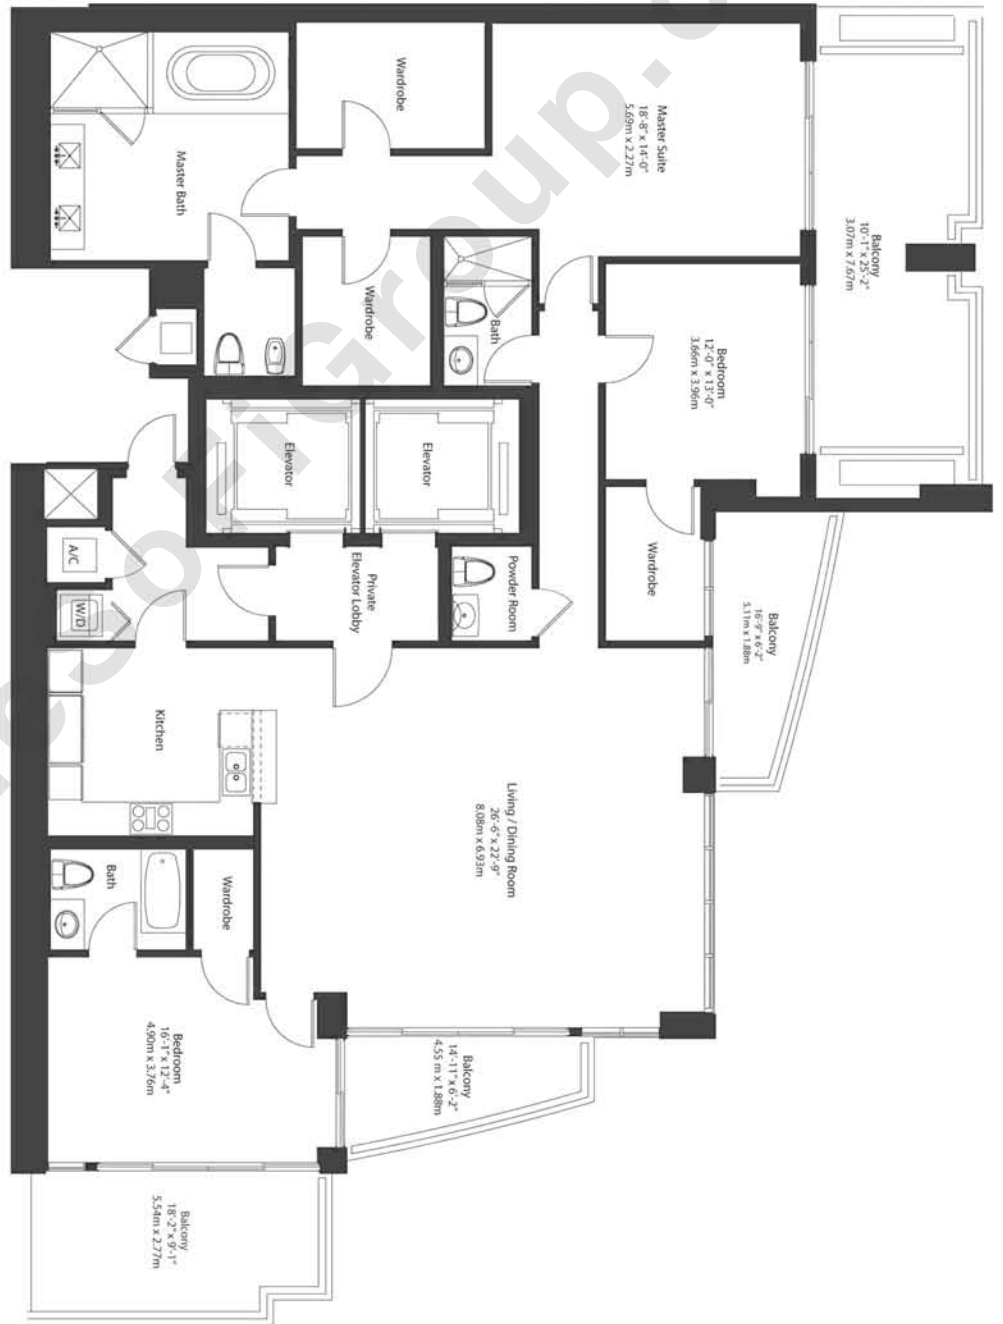 Wardrobe
Master Suite
18'-8" x 14'-0"
5.69m x 2.27m
Master Bath
Balcony
10'-1" x 25'-2"
3.07m x 7.67m
Wardrobe
Bath
Bedroom
12'-0" x 13'-0"
3.66m x 3.96m
Elevator
Elevator
A/C
W/D
Private
Elevator Lobby
Powder Room
Wardrobe
Balcony
16'-9" x 6'-2"
5.11m x 1.88m
Kitchen
Living / Dining Room
26'-6" x 22'-9"
8.08m x 6.93m
Bath
Wardrobe
Bedroom
16'-1" x 12'-4"
4.90m x 3.76m
Balcony
14'-11" x 6'-2"
4.55 m x 1.88m
Balcony
18'-2" x 9'-1"
5.54m x 2.77m